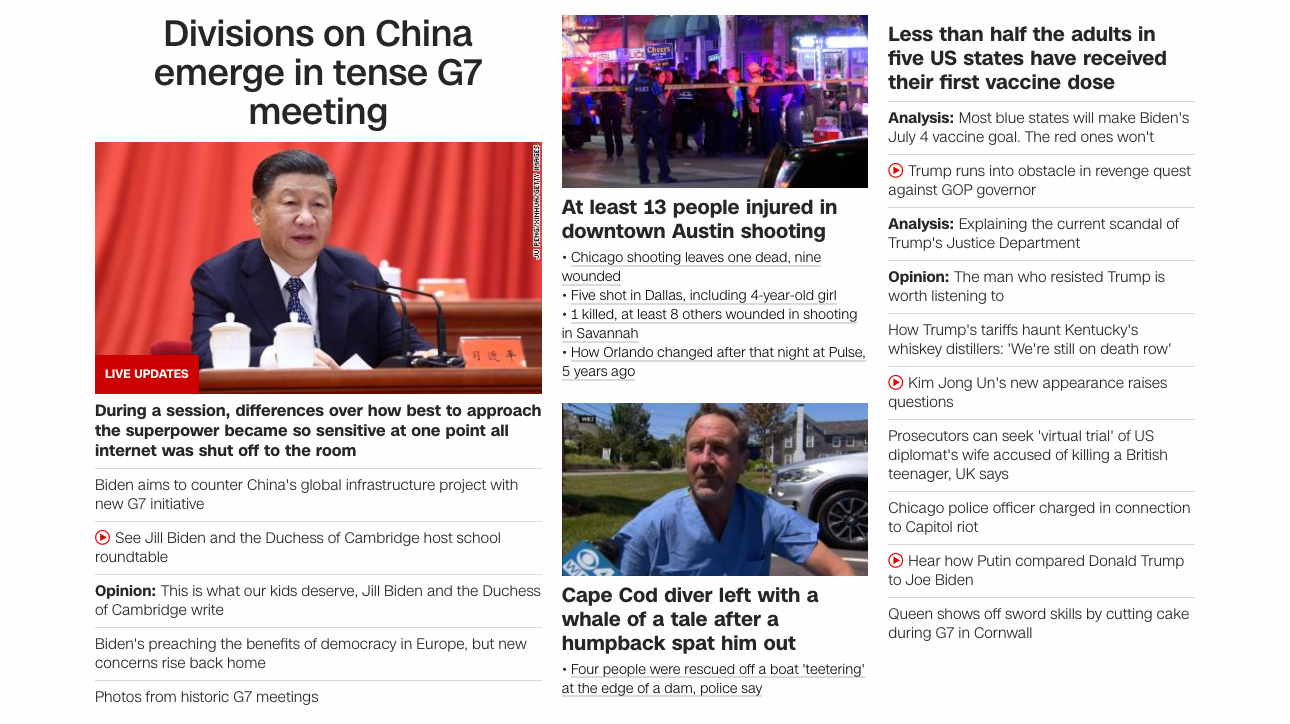 Divisions on China
emerge in tense G7
meeting
JU PENG/XINHUA/GETTY IMAGES
习近平
LIVE UPDATES
During a session, differences over how best to approach
the superpower became so sensitive at one point all
internet was shut off to the room
Biden aims to counter China's global infrastructure project with
new G7 initiative
See Jill Biden and the Duchess of Cambridge host school
roundtable
Opinion: This is what our kids deserve, Jill Biden and the Duchess
of Cambridge write
Biden's preaching the benefits of democracy in Europe, but new
concerns rise back home
Photos from historic G7 meetings
Cheers
POLICE
At least 13 people injured in
downtown Austin shooting
• Chicago shooting leaves one dead, nine
wounded
• Five shot in Dallas, including 4-year-old girl
• 1 killed, at least 8 others wounded in shooting
in Savannah
• How Orlando changed after that night at Pulse,
5 years ago
Cape Cod diver left with a
whale of a tale after a
humpback spat him out
• Four people were rescued off a boat 'teetering'
at the edge of a dam, police say
Less than half the adults in
five US states have received
their first vaccine dose
Analysis: Most blue states will make Biden's
July 4 vaccine goal. The red ones won't
Trump runs into obstacle in revenge quest
against GOP governor
Analysis: Explaining the current scandal of
Trump's Justice Department
Opinion: The man who resisted Trump is
worth listening to
How Trump's tariffs haunt Kentucky's
whiskey distillers: 'We're still on death row'
Kim Jong Un's new appearance raises
questions
Prosecutors can seek 'virtual trial' of US
diplomat's wife accused of killing a British
teenager, UK says
Chicago police officer charged in connection
to Capitol riot
Hear how Putin compared Donald Trump
to Joe Biden
Queen shows off sword skills by cutting cake
during G7 in Cornwall